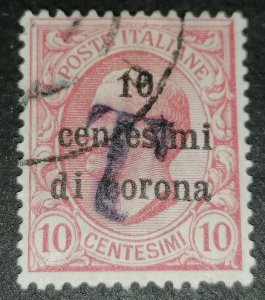 POSTE ITALIANE
10
centesimi
di corona
T
10 CENTESIMI 10